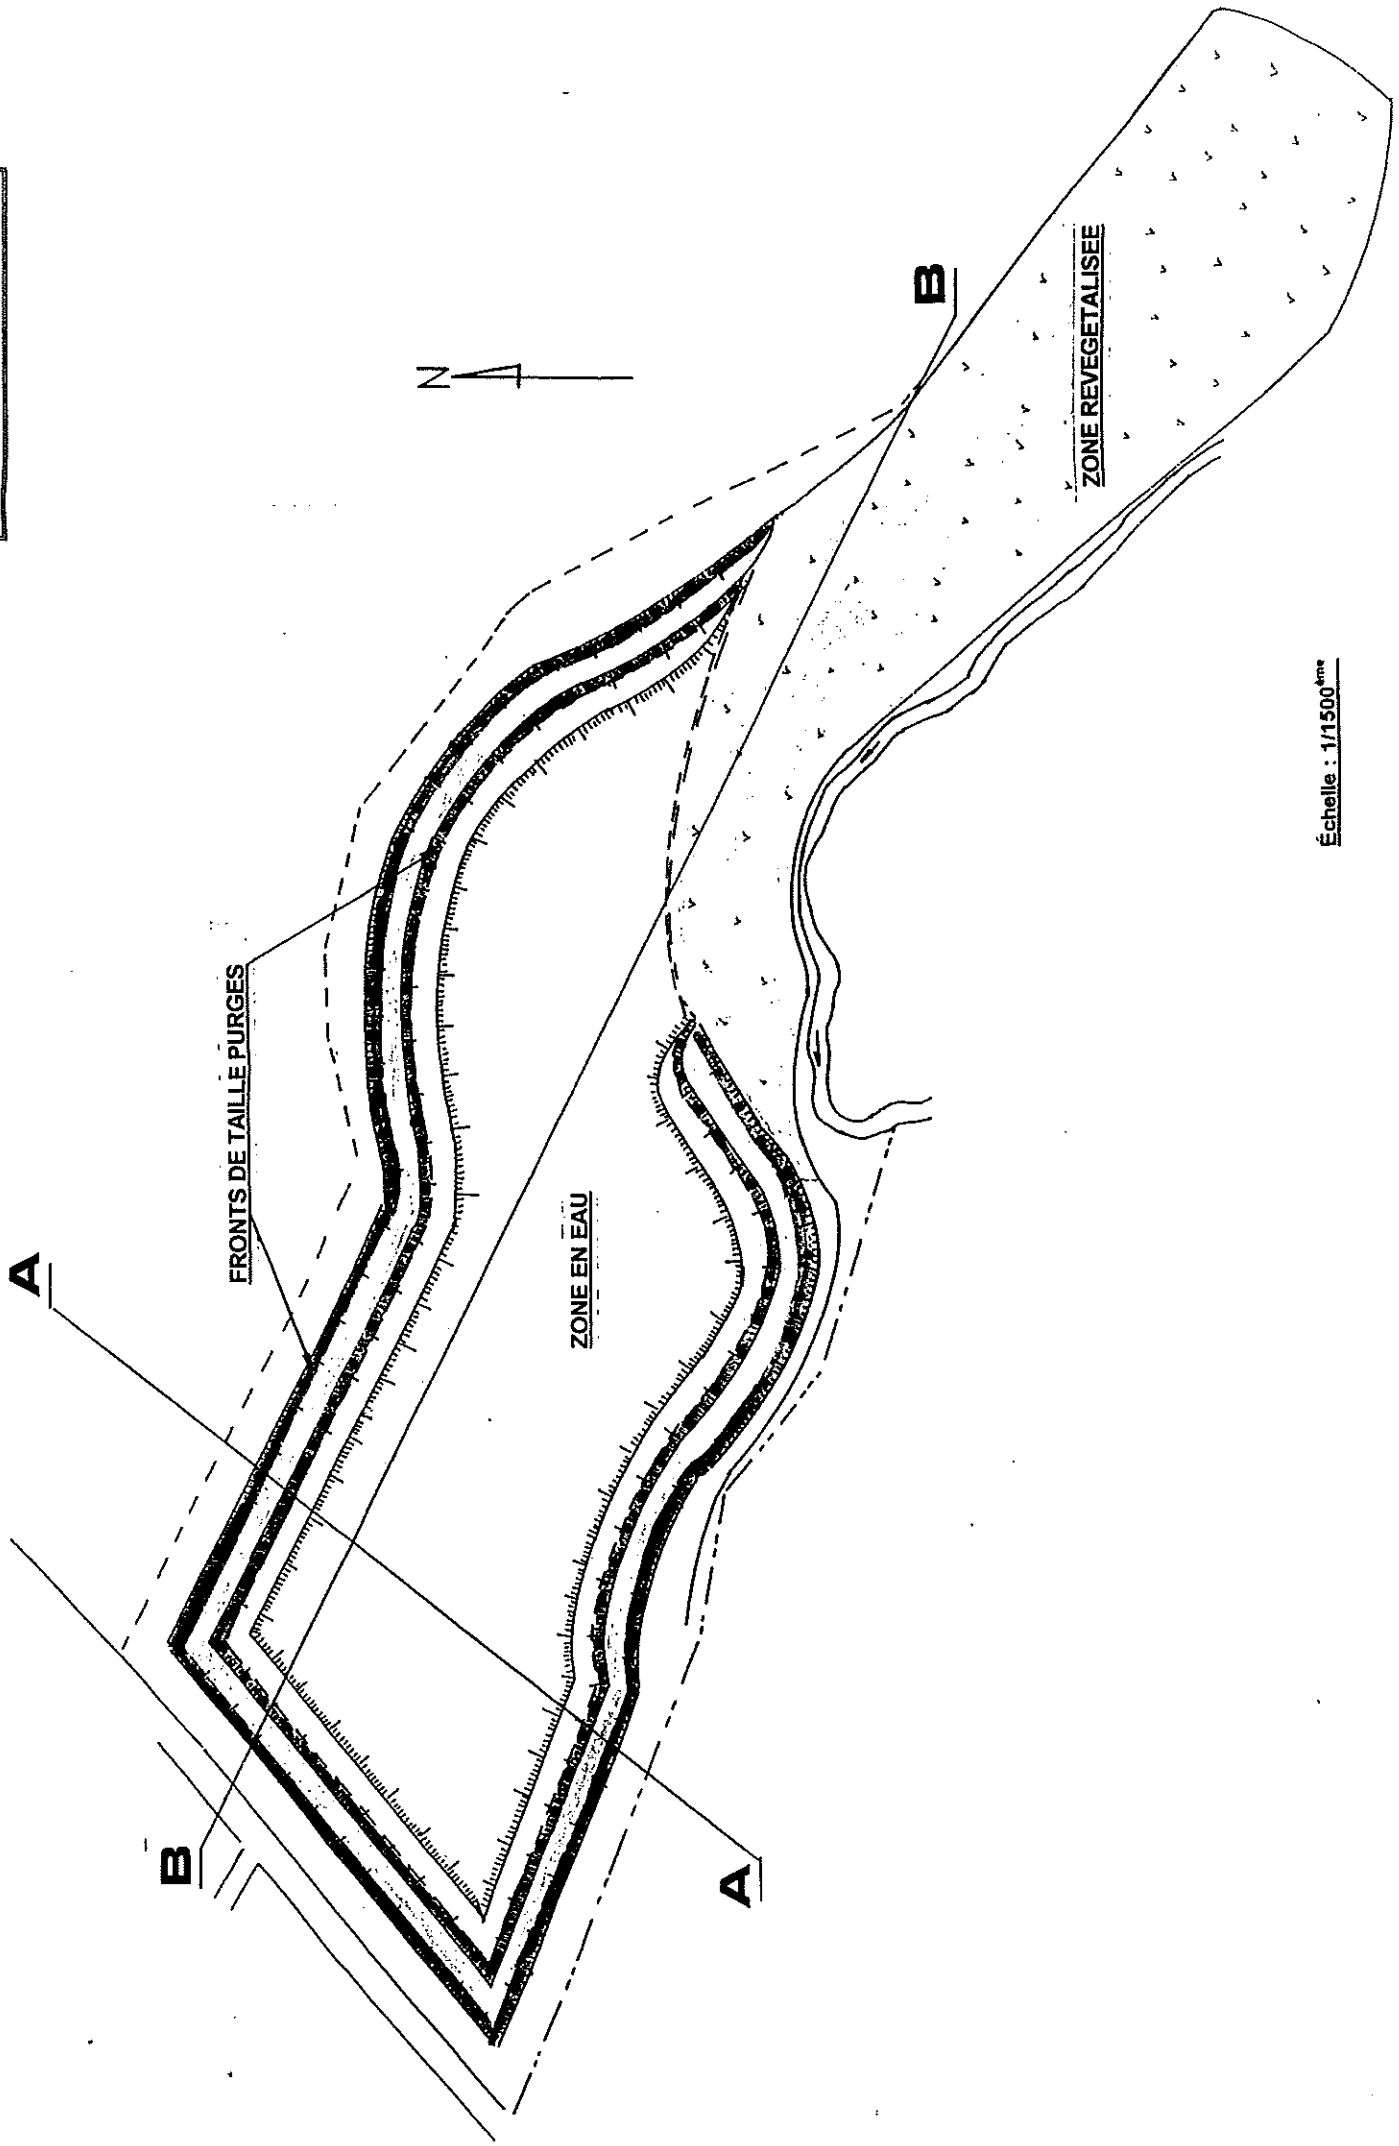 A
FRONTS DE TAILLE PURGES
N
B
B
ZONE EN EAU
ZONE REVEGETALISEE
A
Échelle : 1/1500ème